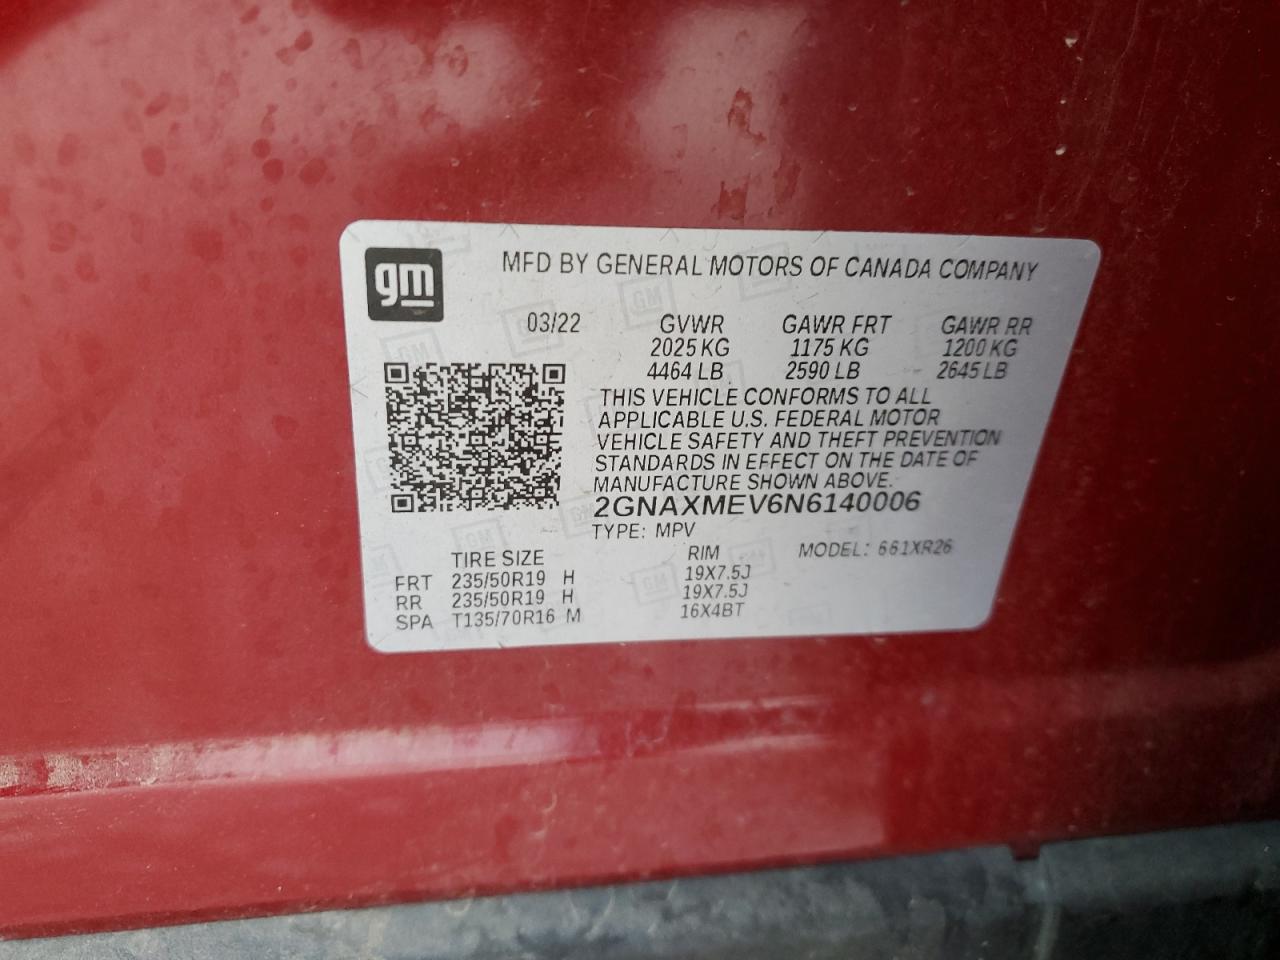 gm
MFD BY GENERAL MOTORS OF CANADA COMPANY
03/22 GVWR GAWR FRT GAWR RR
2025 KG 1175 KG 1200 KG
4464 LB 2590 LB 2645 LB
THIS VEHICLE CONFORMS TO ALL
APPLICABLE U.S. FEDERAL MOTOR
VEHICLE SAFETY AND THEFT PREVENTION
STANDARDS IN EFFECT ON THE DATE OF
MANUFACTURE SHOWN ABOVE.
2GNAXMEV6N6140006
TYPE: MPV
TIRE SIZE RIM MODEL: 661XR26
FRT 235/50R19 H 19X7.5J
RR 235/50R19 H 19X7.5J
SPA T135/70R16 M 16X4BT